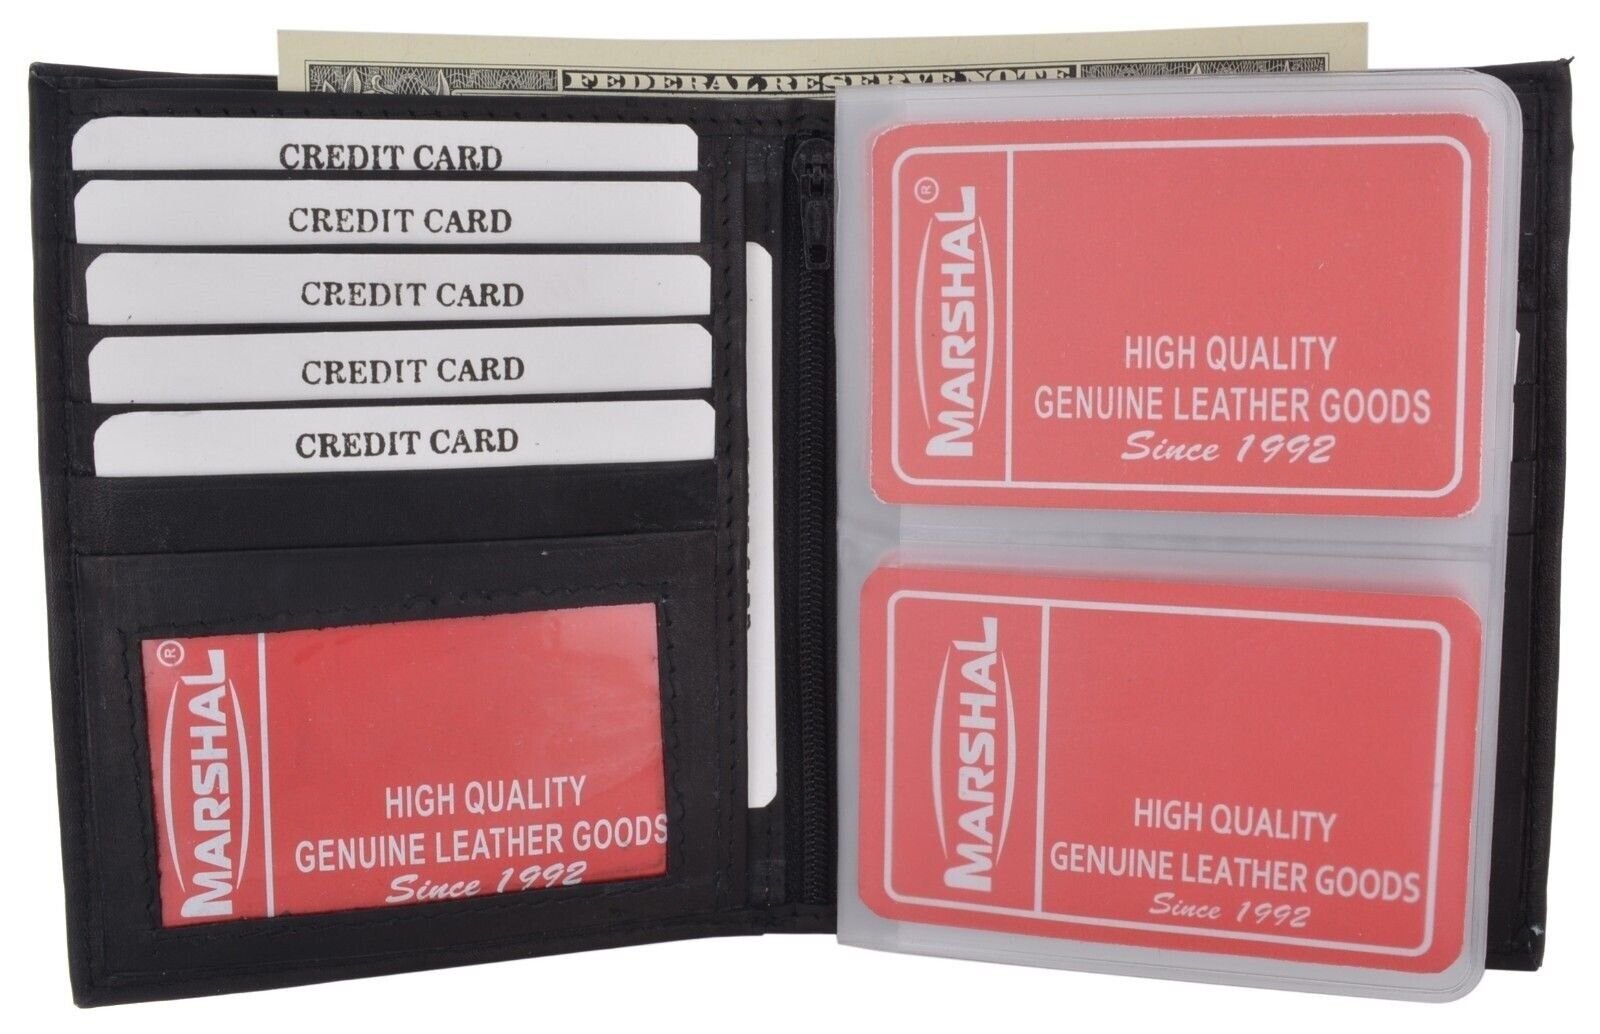 FEDERAL RESERVE NOTE
CREDIT CARD
CREDIT CARD
CREDIT CARD
CREDIT CARD
CREDIT CARD
MARSHAL®
HIGH QUALITY
GENUINE LEATHER GOODS
Since 1992
MARSHAL®
HIGH QUALITY
GENUINE LEATHER GOODS
Since 1992
MARSHAL
HIGH QUALITY
GENUINE LEATHER GOODS
Since 1992